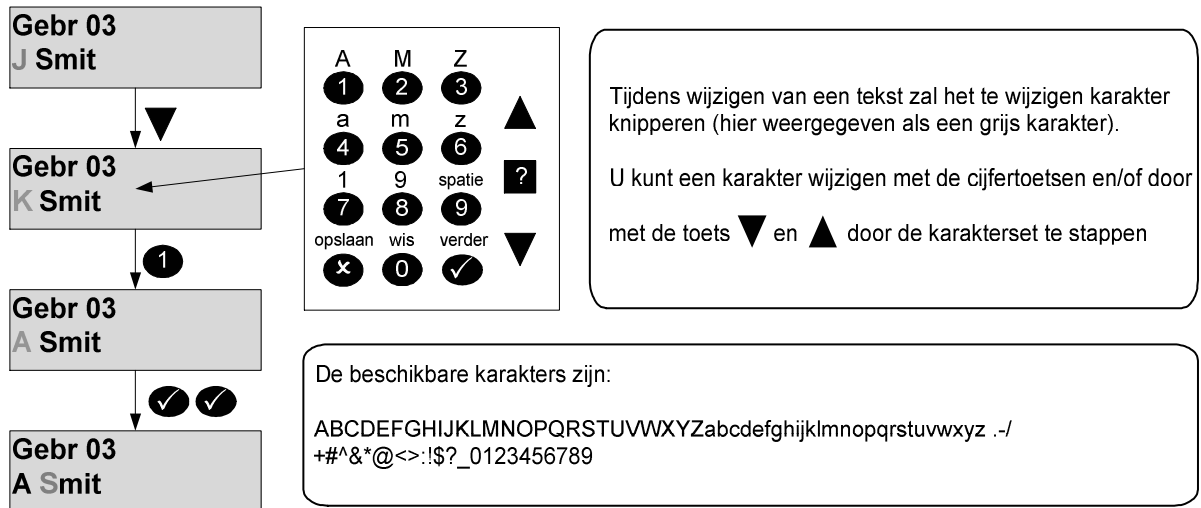 Gebr 03
J Smit
Gebr 03
K Smit
1
Gebr 03
A Smit
Gebr 03
A Smit
A M Z
1 2 3
a m z
4 5 6
1 9 spatie
7 8 9
opslaan wis verder
0
?
Tijdens wijzigen van een tekst zal het te wijzigen karakter
knipperen (hier weergegeven als een grijs karakter).
U kunt een karakter wijzigen met de cijfertoetsen en/of door
met de toets ▼ en ▲ door de karakterset te stappen
De beschikbare karakters zijn:
ABCDEFGHIJKLMNOPQRSTUVWXYZabcdefghijklmnopqrstuvwxyz .-/
+#^&*@<>:!$?_0123456789